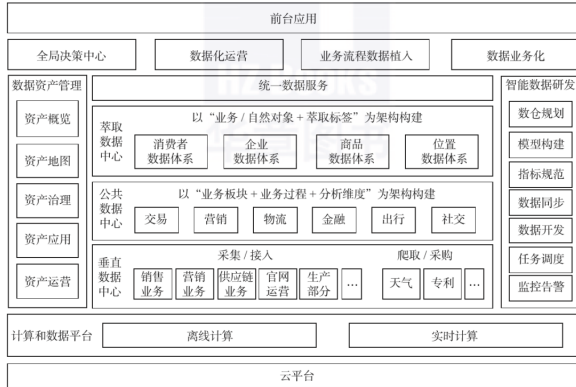 前台应用
全局决策中心
数据化运营
业务流程数据植入
数据业务化
数据资产管理
资产概览
资产地图
资产治理
资产应用
资产运营
统一数据服务
萃取
数据
中心
以“业务/自然对象+萃取标签”为架构构建
消费者
数据体系
企业
数据体系
商品
数据体系
位置
数据体系
公共
数据
中心
以“业务板块+业务过程+分析维度”为架构构建
交易
营销
物流
金融
出行
社交
垂直
数据
中心
采集/接入
销售
业务
营销
业务
供应链
业务
官网
运营
生产
部分
…
爬取/采购
天气
专利
…
智能数据研发
数仓规划
模型构建
指标规范
数据同步
数据开发
任务调度
监控告警
计算和数据平台
离线计算
实时计算
云平台